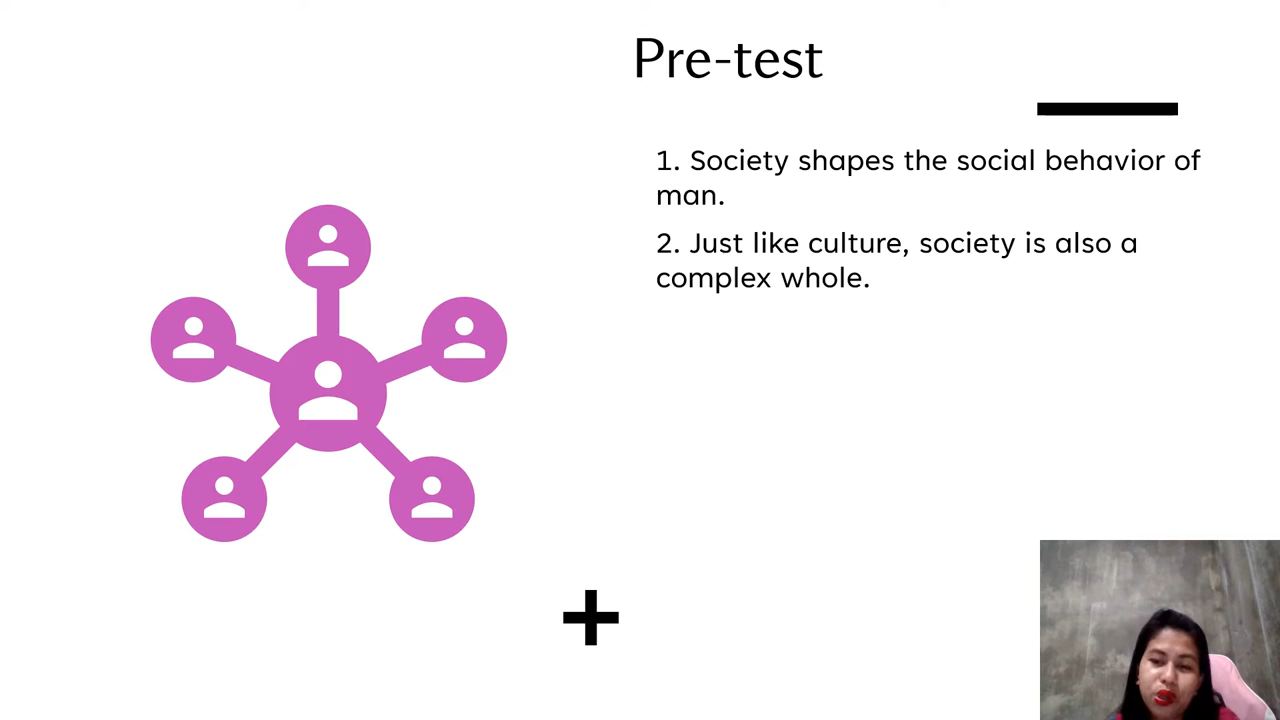 Pre-test
1. Society shapes the social behavior of
man.
2. Just like culture, society is also a
complex whole.